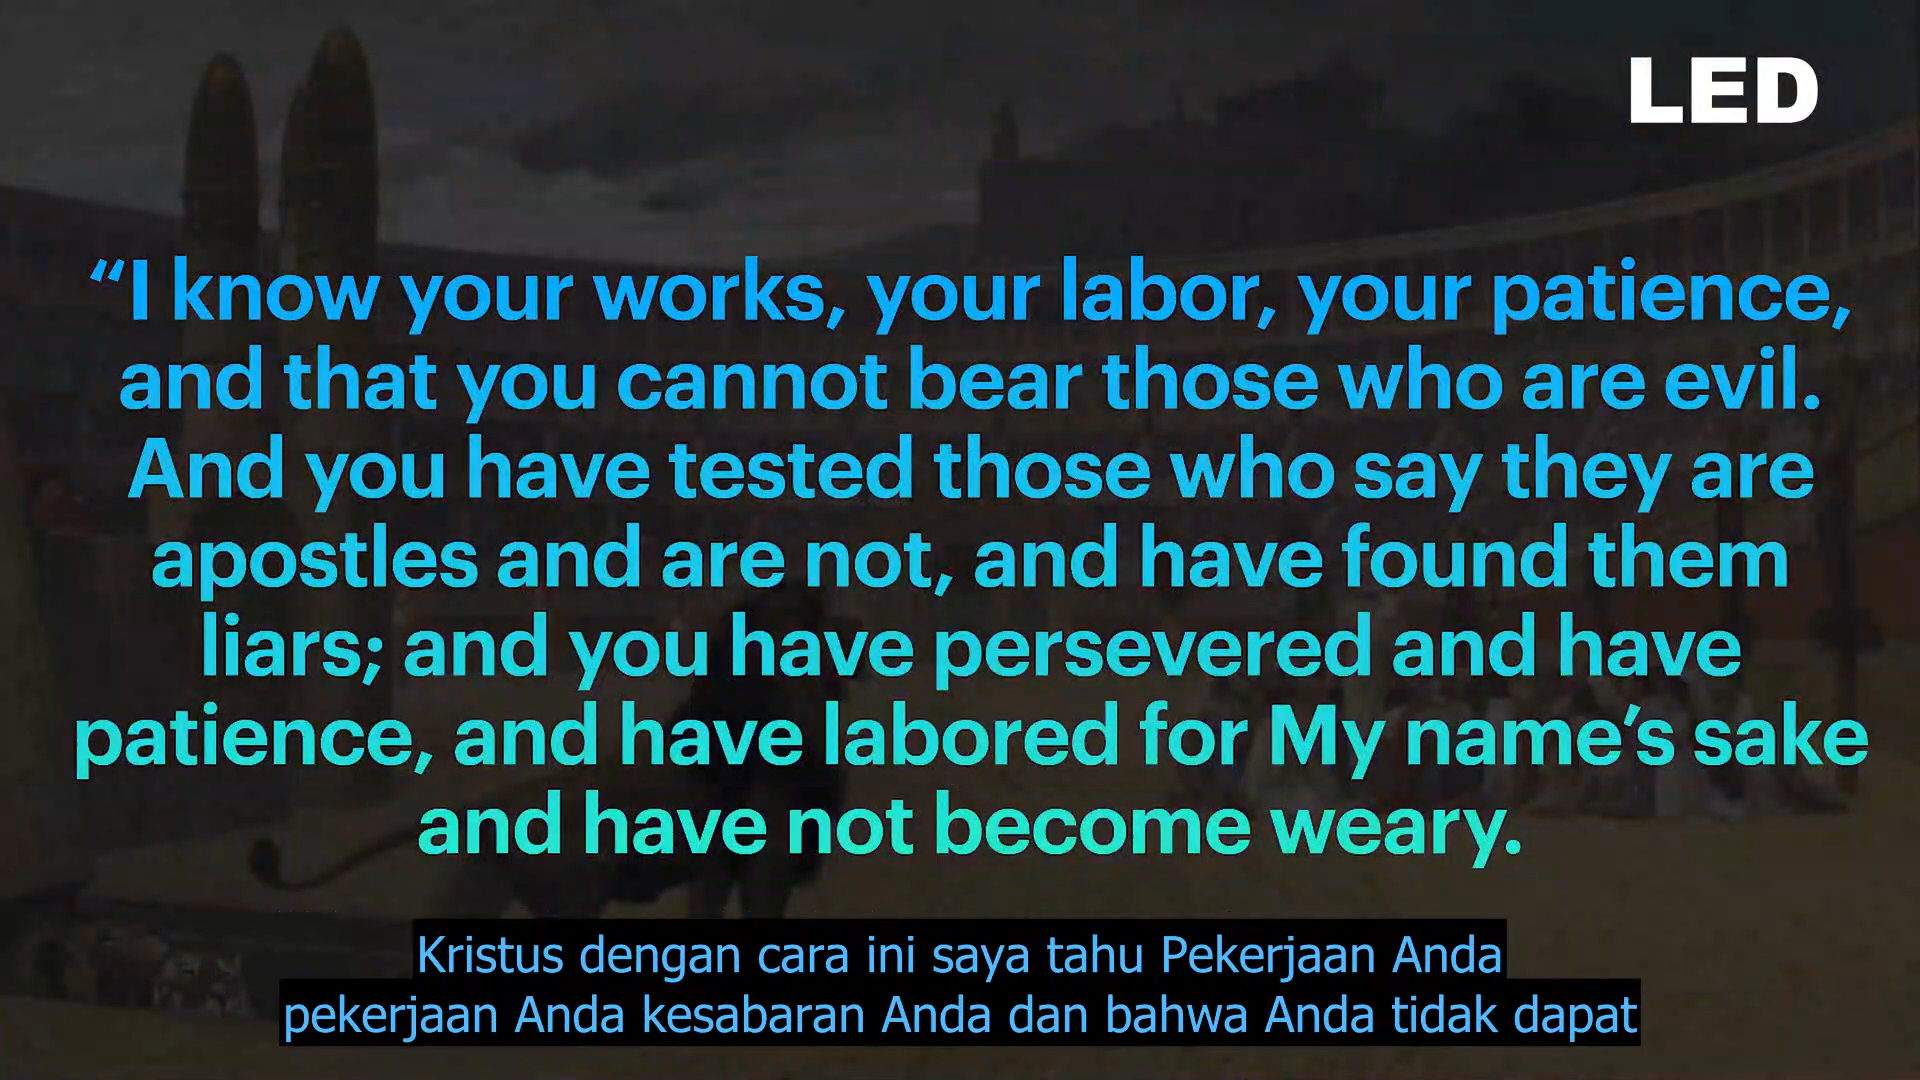 LED
“I know your works, your labor, your patience,
and that you cannot bear those who are evil.
And you have tested those who say they are
apostles and are not, and have found them
liars; and you have persevered and have
patience, and have labored for My name’s sake
and have not become weary.
Kristus dengan cara ini saya tahu Pekerjaan Anda
pekerjaan Anda kesabaran Anda dan bahwa Anda tidak dapat